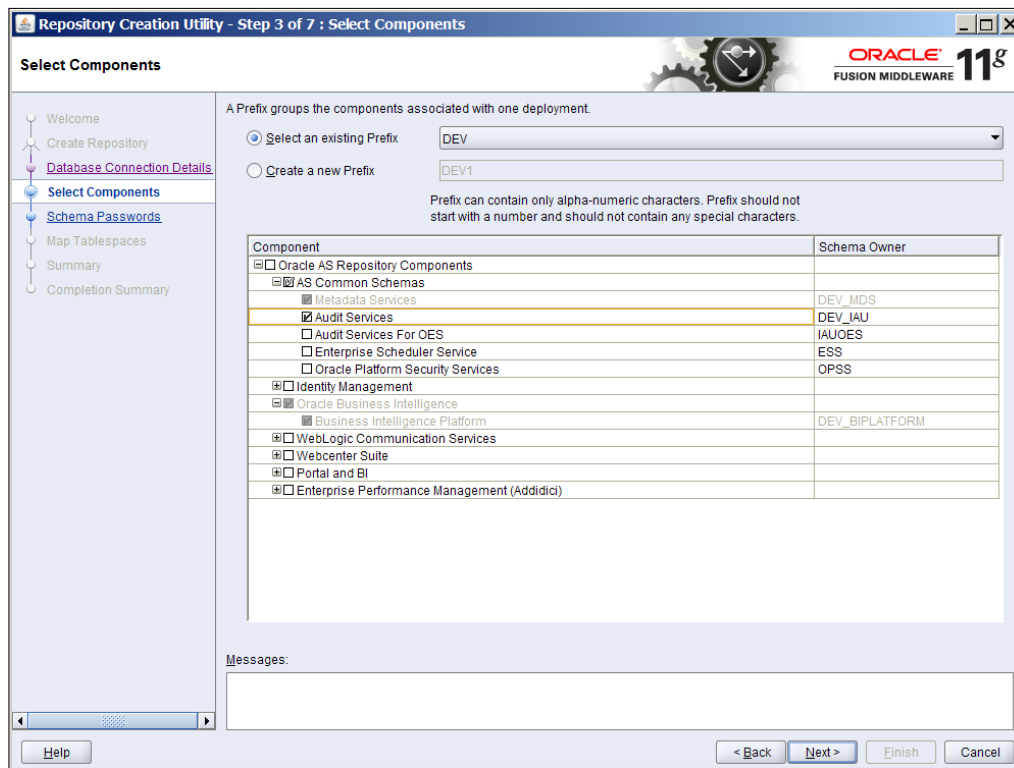 Repository Creation Utility - Step 3 of 7 : Select Components
Select Components
ORACLE
FUSION MIDDLEWARE
11g
Welcome
Create Repository
Database Connection Details
Select Components
Schema Passwords
Map Tablespaces
Summary
Completion Summary
A Prefix groups the components associated with one deployment.
Select an existing Prefix DEV
Create a new Prefix DEV1
Prefix can contain only alpha-numeric characters. Prefix should not
start with a number and should not contain any special characters.
Component Schema Owner
Oracle AS Repository Components
AS Common Schemas
Metadata Services DEV_MDS
Audit Services DEV_IAU
Audit Services For OES IAUOES
Enterprise Scheduler Service ESS
Oracle Platform Security Services OPSS
Identity Management
Oracle Business Intelligence
Business Intelligence Platform DEV_BIPLATFORM
WebLogic Communication Services
Webcenter Suite
Portal and BI
Enterprise Performance Management (Addidici)
Messages:
Help < Back Next > Finish Cancel